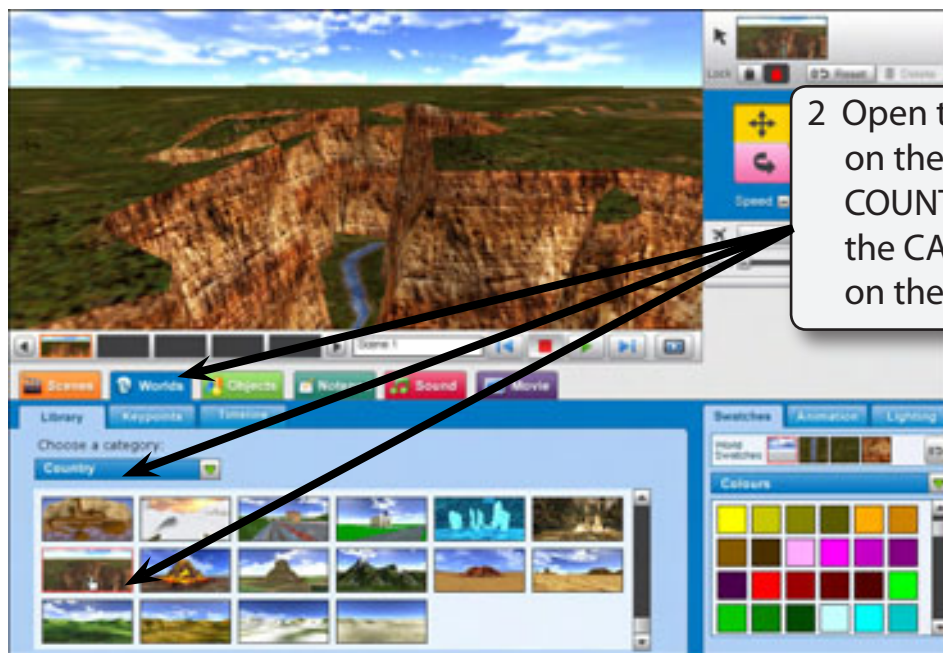 Lock
Reset
Delete
2 Open t
on the
COUNT
the CA
on the
Speed
Scene 1
Scenes
Worlds
Objects
Notes
Sound
Movie
Library
Keypoints
Timeline
Choose a category:
Country
Swatches
Animation
Lighting
World
Swatches
Colours